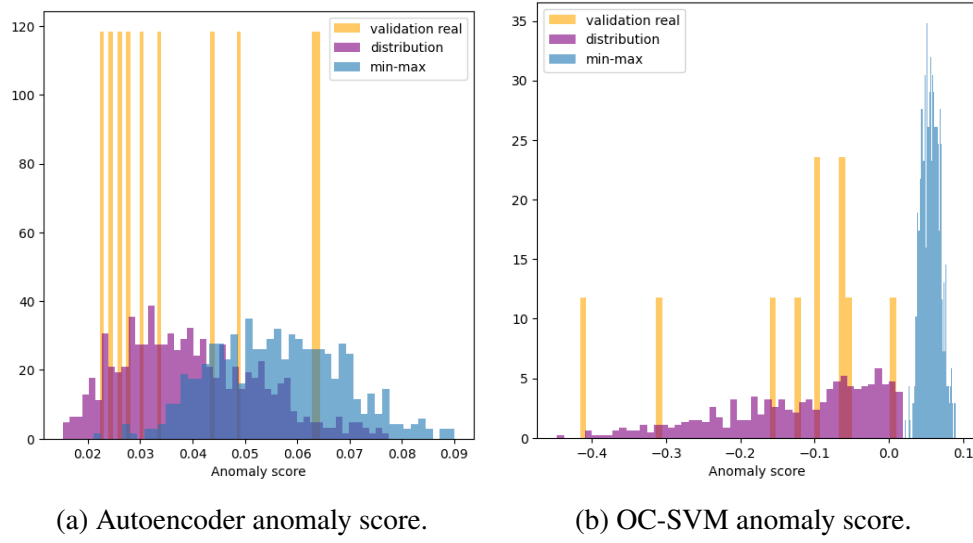 validation real
distribution
min-max
120
100
80
60
40
20
0
0.02
0.03
0.04
0.05
0.06
0.07
0.08
0.09
Anomaly score
(a) Autoencoder anomaly score.
validation real
distribution
min-max
35
30
25
20
15
10
5
0
−0.4
−0.3
−0.2
−0.1
0.0
0.1
Anomaly score
(b) OC-SVM anomaly score.